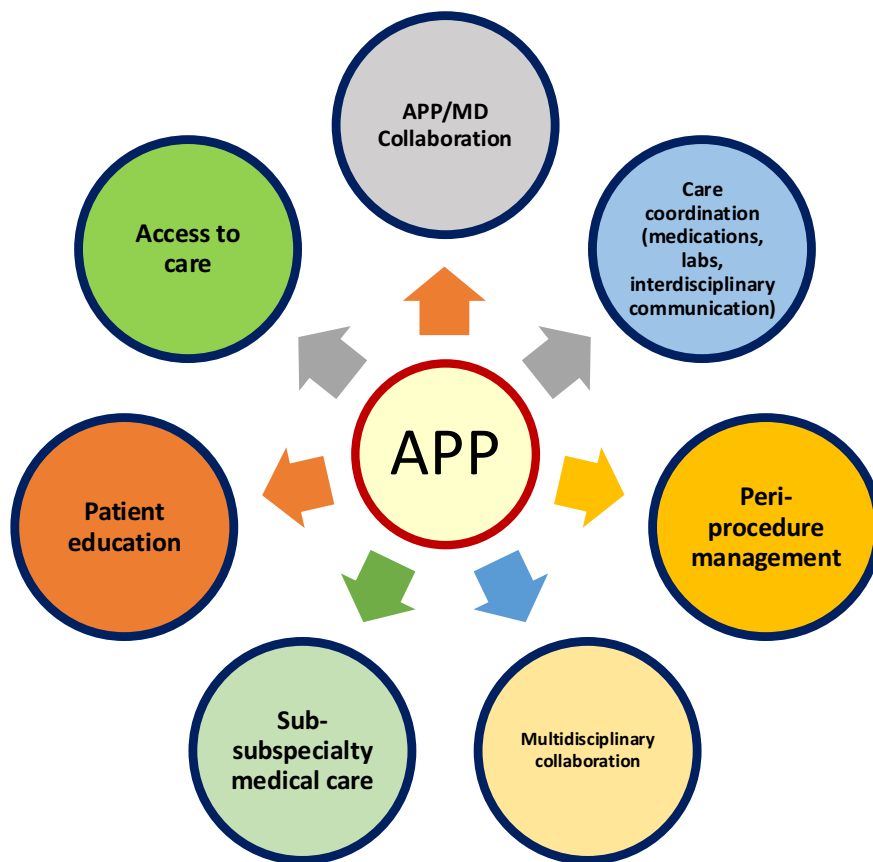 APP/MD
Collaboration
Care
coordination
(medications,
labs,
interdisciplinary
communication)
Peri-
procedure
management
Multidisciplinary
collaboration
Sub-
subspecialty
medical care
Patient
education
Access to
care
APP